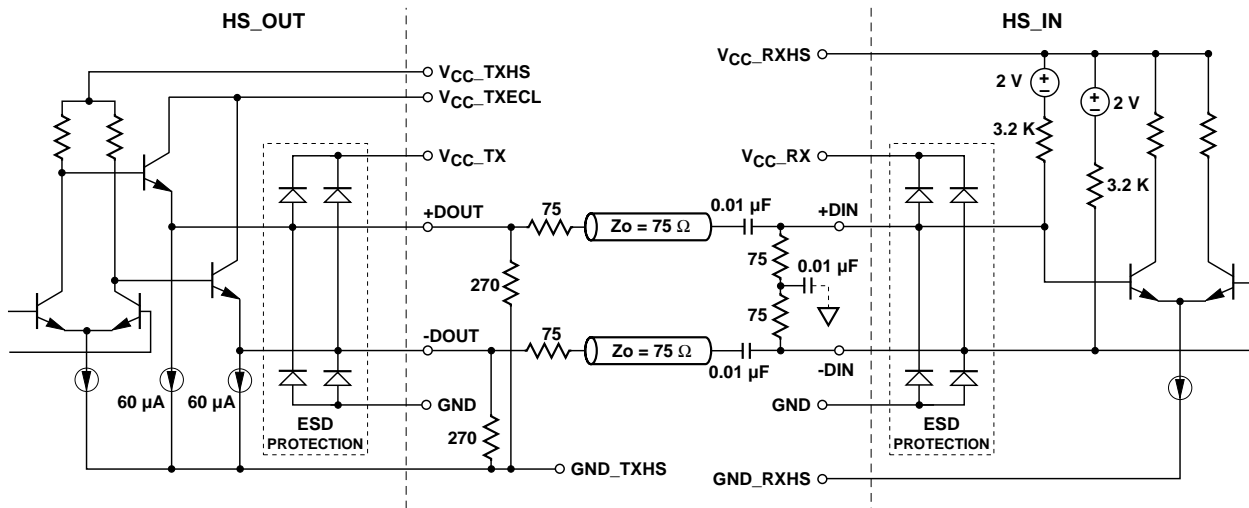 HS_OUT
HS_IN
VCC_TXHS
VCC_TXECL
VCC_TX
+DOUT
75
Zo = 75 Ω
0.01 µF
+DIN
270
75
0.01 µF
75
-DOUT
75
Zo = 75 Ω
0.01 µF
-DIN
60 µA
60 µA
GND
ESD
PROTECTION
270
GND_TXHS
VCC_RXHS
2 V
2 V
3.2 K
3.2 K
VCC_RX
GND
ESD
PROTECTION
GND_RXHS
+
−
+
−